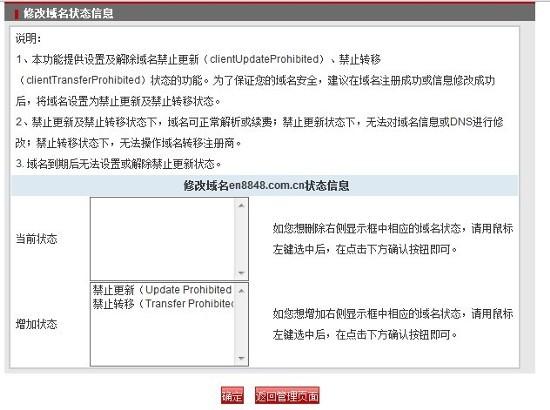 修改域名状态信息
说明:
1、本功能提供设置及解除域名禁止更新（clientUpdateProhibited）、禁止转移
（clientTransferProhibited）状态的功能。为了保证您的域名安全，建议在域名注册成功或信息修改成功
后，将域名设置为禁止更新及禁止转移状态。
2、禁止更新及禁止转移状态下，域名可正常解析或续费；禁止更新状态下，无法对域名信息或DNS进行修
改；禁止转移状态下，无法操作域名转移注册商。
3. 域名到期后无法设置或解除禁止更新状态。
修改域名en8848.com.cn状态信息
当前状态
如您想删除右侧显示框中相应的域名状态，请用鼠标
左键选中后，在点击下方确认按钮即可。
增加状态
禁止更新（Update Prohibited
禁止转移（Transfer Prohibited
如您想增加右侧显示框中相应的域名状态，请用鼠标
左键选中后，在点击下方确认按钮即可。
确定 返回管理页面